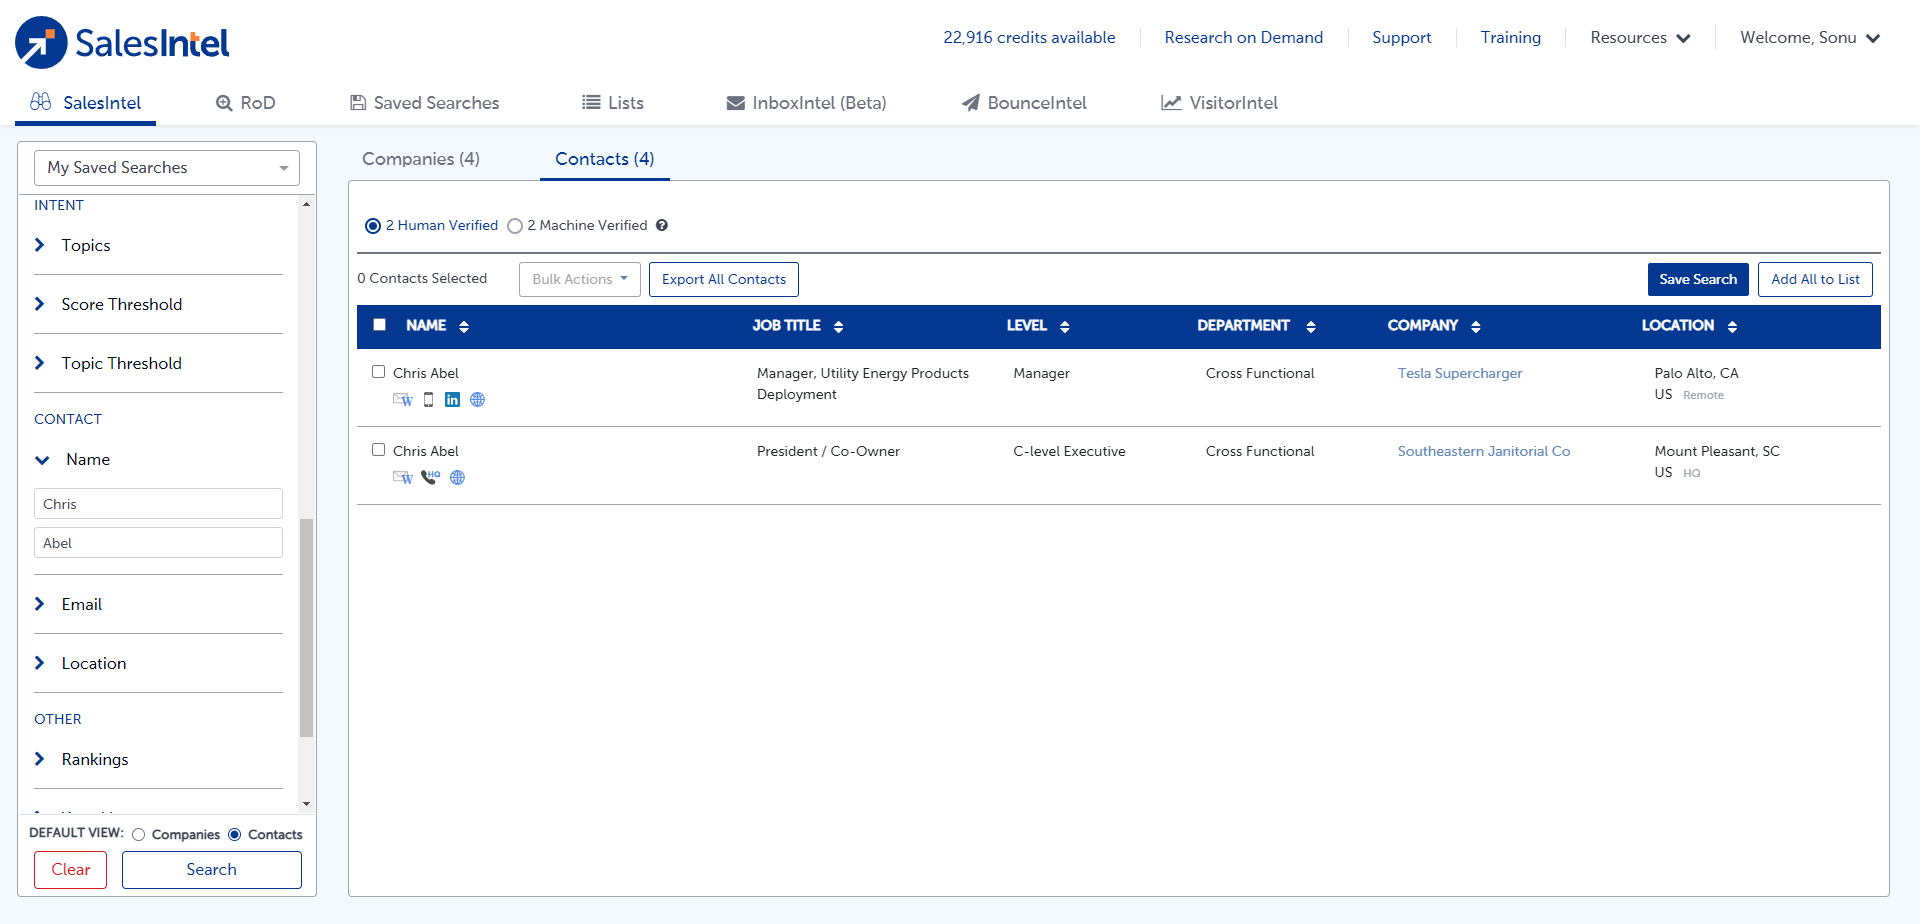 SalesIntel
22,916 credits available
Research on Demand
Support
Training
Resources
Welcome, Sonu
SalesIntel
RoD
Saved Searches
Lists
InboxIntel (Beta)
BounceIntel
VisitorIntel
My Saved Searches
INTENT
Topics
Score Threshold
Topic Threshold
CONTACT
Name
Chris
Abel
Email
Location
OTHER
Rankings
DEFAULT VIEW: Companies Contacts
Clear Search
Companies (4) Contacts (4)
2 Human Verified 2 Machine Verified ?
0 Contacts Selected Bulk Actions Export All Contacts Save Search Add All to List
NAME JOB TITLE LEVEL DEPARTMENT COMPANY LOCATION
Chris Abel Manager, Utility Energy Products Manager Cross Functional Tesla Supercharger Palo Alto, CA
W in Deployment US Remote
Chris Abel President / Co-Owner C-level Executive Cross Functional Southeastern Janitorial Co Mount Pleasant, SC
W HQ US HQ